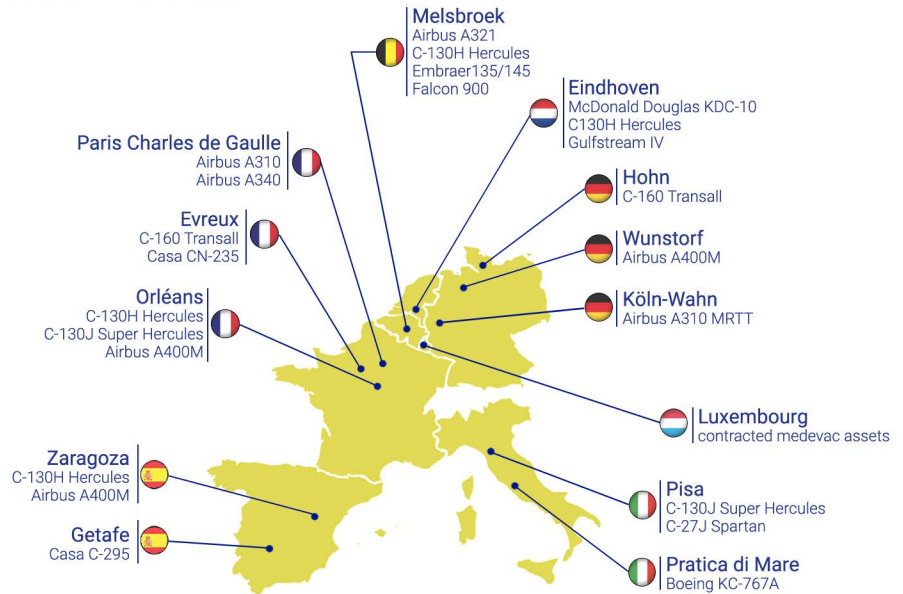 Melsbroek
Airbus A321
C-130H Hercules
Embraer135/145
Falcon 900
Eindhoven
McDonald Douglas KDC-10
C130H Hercules
Gulfstream IV
Paris Charles de Gaulle
Airbus A310
Airbus A340
Hohn
C-160 Transall
Evreux
C-160 Transall
Casa CN-235
Wunstorf
Airbus A400M
Orléans
C-130H Hercules
C-130J Super Hercules
Airbus A400M
Köln-Wahn
Airbus A310 MRTT
Luxembourg
contracted medevac assets
Zaragoza
C-130H Hercules
Airbus A400M
Pisa
C-130J Super Hercules
C-27J Spartan
Getafe
Casa C-295
Pratica di Mare
Boeing KC-767A